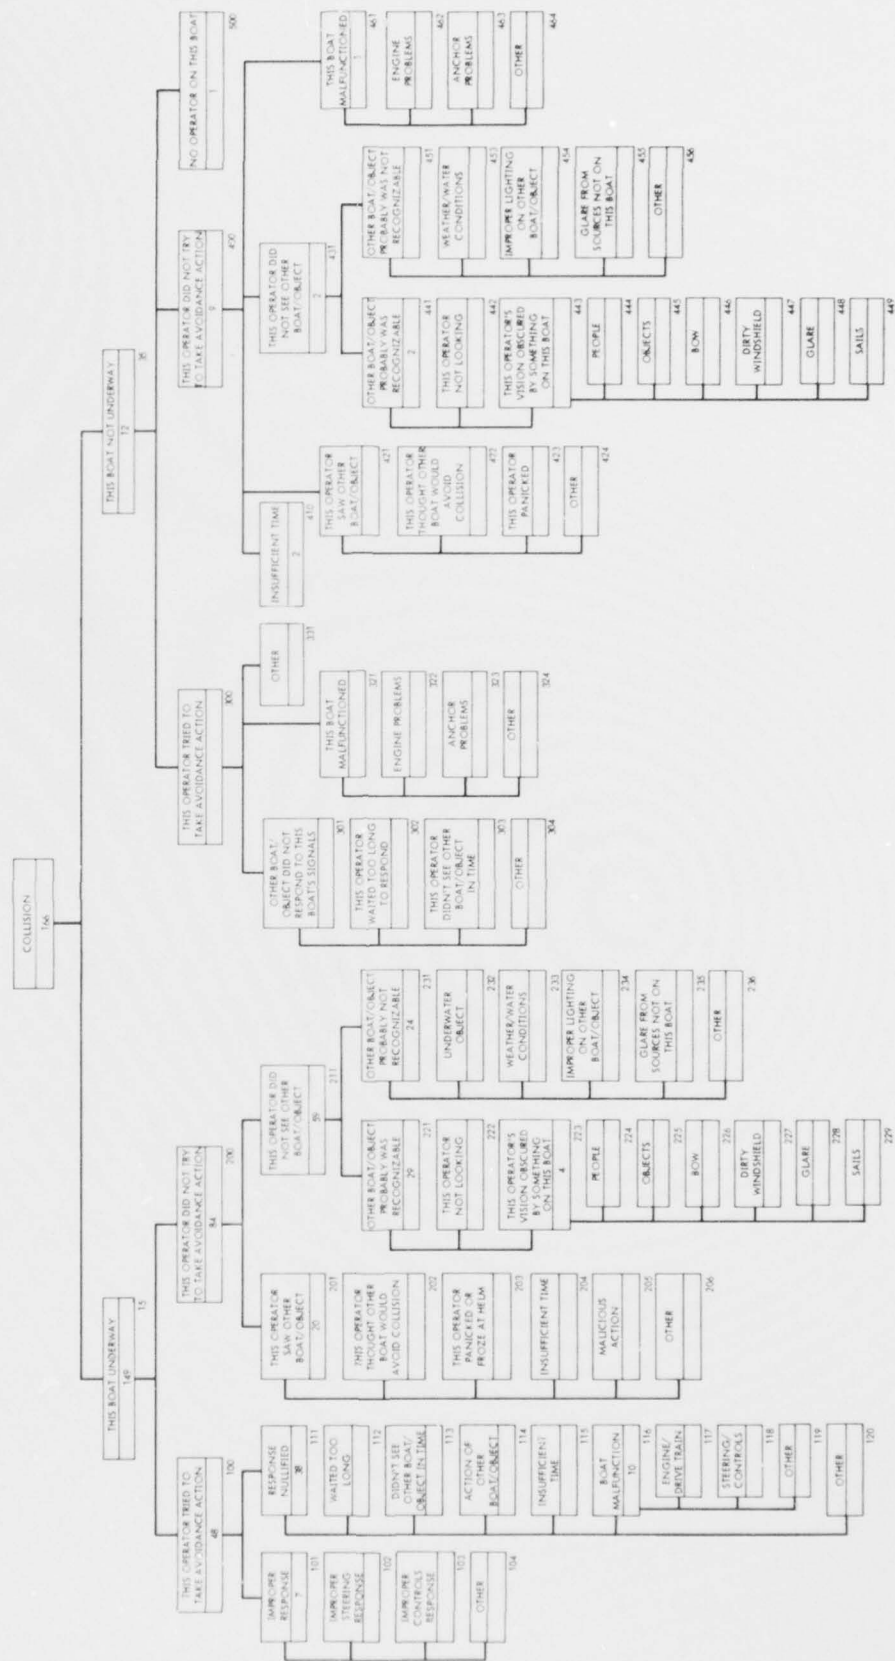 COLLISION
166
THIS BOAT UNDERWAY
149
15
THIS BOAT NOT UNDERWAY
12
35
THIS OPERATOR TRIED TO
TAKE AVOIDANCE ACTION
48
100
THIS OPERATOR DID NOT TRY
TO TAKE AVOIDANCE ACTION
84
200
THIS OPERATOR TRIED TO
TAKE AVOIDANCE ACTION
300
THIS OPERATOR DID NOT TRY
TO TAKE AVOIDANCE ACTION
9
400
NO OPERATOR ON THIS BOAT
1
500
IMPROPER
RESPONSE
7
101
IMPROPER
STEERING
RESPONSE
102
IMPROPER
CONTROLS
RESPONSE
103
OTHER
104
RESPONSE
NULLIFIED
38
111
WAITED TOO
LONG
112
DIDN'T SEE
OTHER BOAT/
OBJECT IN TIME
113
ACTION OF
OTHER
BOAT/OBJECT
114
INSUFFICIENT
TIME
115
BOAT
MALFUNCTION
10
116
ENGINE/
DRIVE TRAIN
117
STEERING/
CONTROLS
118
OTHER
119
OTHER
120
THIS OPERATOR
SAW OTHER
BOAT/OBJECT
20
201
THIS OPERATOR
THOUGHT OTHER
BOAT WOULD
AVOID COLLISION
202
THIS OPERATOR
PANICKED OR
FROZE AT HELM
203
INSUFFICIENT TIME
204
MALICIOUS
ACTION
205
OTHER
206
THIS OPERATOR DID
NOT SEE OTHER
BOAT/OBJECT
59
211
OTHER BOAT/OBJECT
PROBABLY WAS
RECOGNIZABLE
29
221
THIS OPERATOR
NOT LOOKING
222
THIS OPERATOR'S
VISION OBSCURED
BY SOMETHING
ON THIS BOAT
4
223
PEOPLE
224
OBJECTS
225
BOW
226
DIRTY
WINDSHIELD
227
GLARE
228
SAILS
229
OTHER BOAT/OBJECT
PROBABLY NOT
RECOGNIZABLE
24
231
UNDERWATER
OBJECT
232
WEATHER/WATER
CONDITIONS
233
IMPROPER LIGHTING
ON OTHER
BOAT/OBJECT
234
GLARE FROM
SOURCES NOT ON
THIS BOAT
235
OTHER
236
OTHER BOAT/
OBJECT DID NOT
RESPOND TO THIS
BOAT'S SIGNALS
301
THIS OPERATOR
WAITED TOO LONG
TO RESPOND
302
THIS OPERATOR
DIDN'T SEE OTHER
BOAT/OBJECT
IN TIME
303
OTHER
304
THIS BOAT
MALFUNCTIONED
321
ENGINE PROBLEMS
322
ANCHOR
PROBLEMS
323
OTHER
324
OTHER
331
INSUFFICIENT TIME
2
410
THIS OPERATOR
SAW OTHER
BOAT/OBJECT
421
THIS OPERATOR
THOUGHT OTHER
BOAT WOULD
AVOID
COLLISION
422
THIS OPERATOR
PANICKED
423
OTHER
424
THIS OPERATOR DID
NOT SEE OTHER
BOAT/OBJECT
2
431
OTHER BOAT/OBJECT
PROBABLY WAS
RECOGNIZABLE
2
441
THIS OPERATOR
NOT LOOKING
442
THIS OPERATOR'S
VISION OBSCURED
BY SOMETHING
ON THIS BOAT
443
PEOPLE
444
OBJECTS
445
BOW
446
DIRTY
WINDSHIELD
447
GLARE
448
SAILS
449
OTHER BOAT/OBJECT
PROBABLY WAS NOT
RECOGNIZABLE
451
WEATHER/WATER
CONDITIONS
453
IMPROPER LIGHTING
ON OTHER
BOAT/OBJECT
454
GLARE FROM
SOURCES NOT ON
THIS BOAT
455
OTHER
456
THIS BOAT
MALFUNCTIONED
1
461
ENGINE
PROBLEMS
462
ANCHOR
PROBLEMS
463
OTHER
464